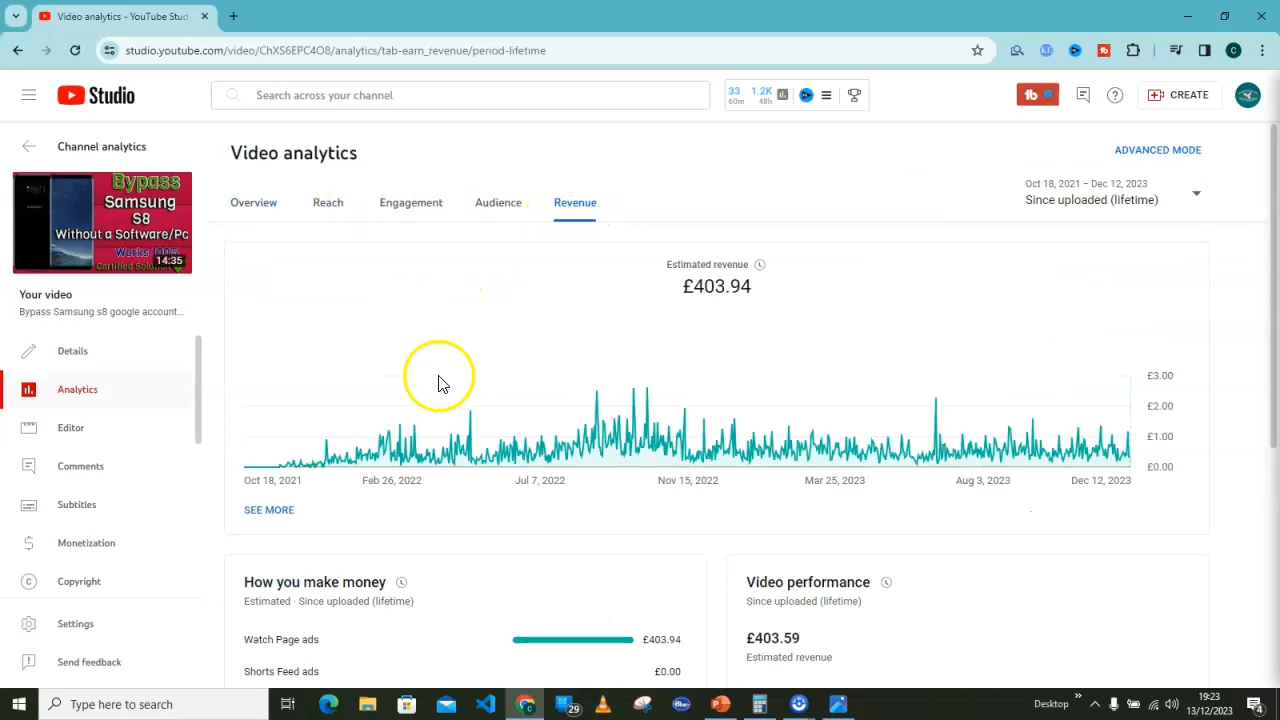 Video analytics - YouTube Stud
studio.youtube.com/video/ChXS6EPC4O8/analytics/tab-earn_revenue/period-lifetime
Studio
Search across your channel
33 1.2K
60m 48h
CREATE
Channel analytics
Bypass
Samsung
S8
Without a Software/Pc
Works 100%
Certified Solution
14:35
Your video
Bypass Samsung s8 google account...
Details
Analytics
Editor
Comments
Subtitles
Monetization
Copyright
Settings
Send feedback
Video analytics
ADVANCED MODE
Overview Reach Engagement Audience Revenue
Oct 18, 2021 – Dec 12, 2023
Since uploaded (lifetime)
Estimated revenue
£403.94
£3.00
£2.00
£1.00
£0.00
Oct 18, 2021 Feb 26, 2022 Jul 7, 2022 Nov 15, 2022 Mar 25, 2023 Aug 3, 2023 Dec 12, 2023
SEE MORE
How you make money
Estimated · Since uploaded (lifetime)
Watch Page ads £403.94
Shorts Feed ads £0.00
Video performance
Since uploaded (lifetime)
£403.59
Estimated revenue
Type here to search
29
Desktop
19:23
13/12/2023
4